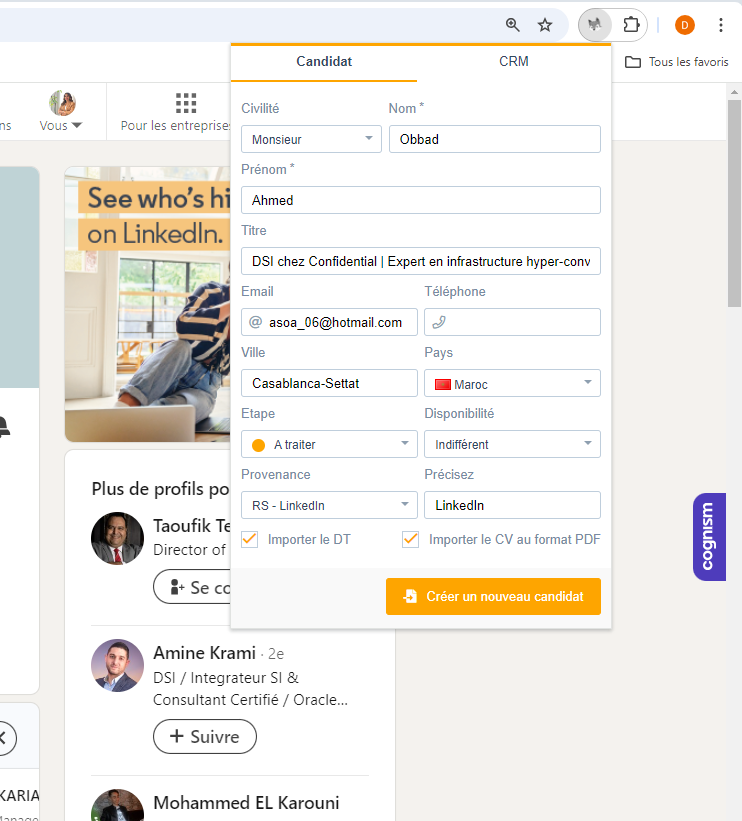 D
Tous les favoris
ns
Vous
Pour les entreprises
Candidat
CRM
Civilité
Nom *
Monsieur
Obbad
Prénom *
Ahmed
Titre
DSI chez Confidential | Expert en infrastructure hyper-conv
Email
Téléphone
@ asoa_06@hotmail.com
Ville
Pays
Casablanca-Settat
Maroc
Etape
Disponibilité
A traiter
Indifférent
Provenance
Précisez
RS - LinkedIn
LinkedIn
Importer le DT
Importer le CV au format PDF
Créer un nouveau candidat
See who's hi
on LinkedIn.
Plus de profils po
Taoufik Te
Director of
Se co
Amine Krami · 2e
DSI / Integrateur SI &
Consultant Certifié / Oracle...
+ Suivre
Mohammed EL Karouni
KARIA
cognism